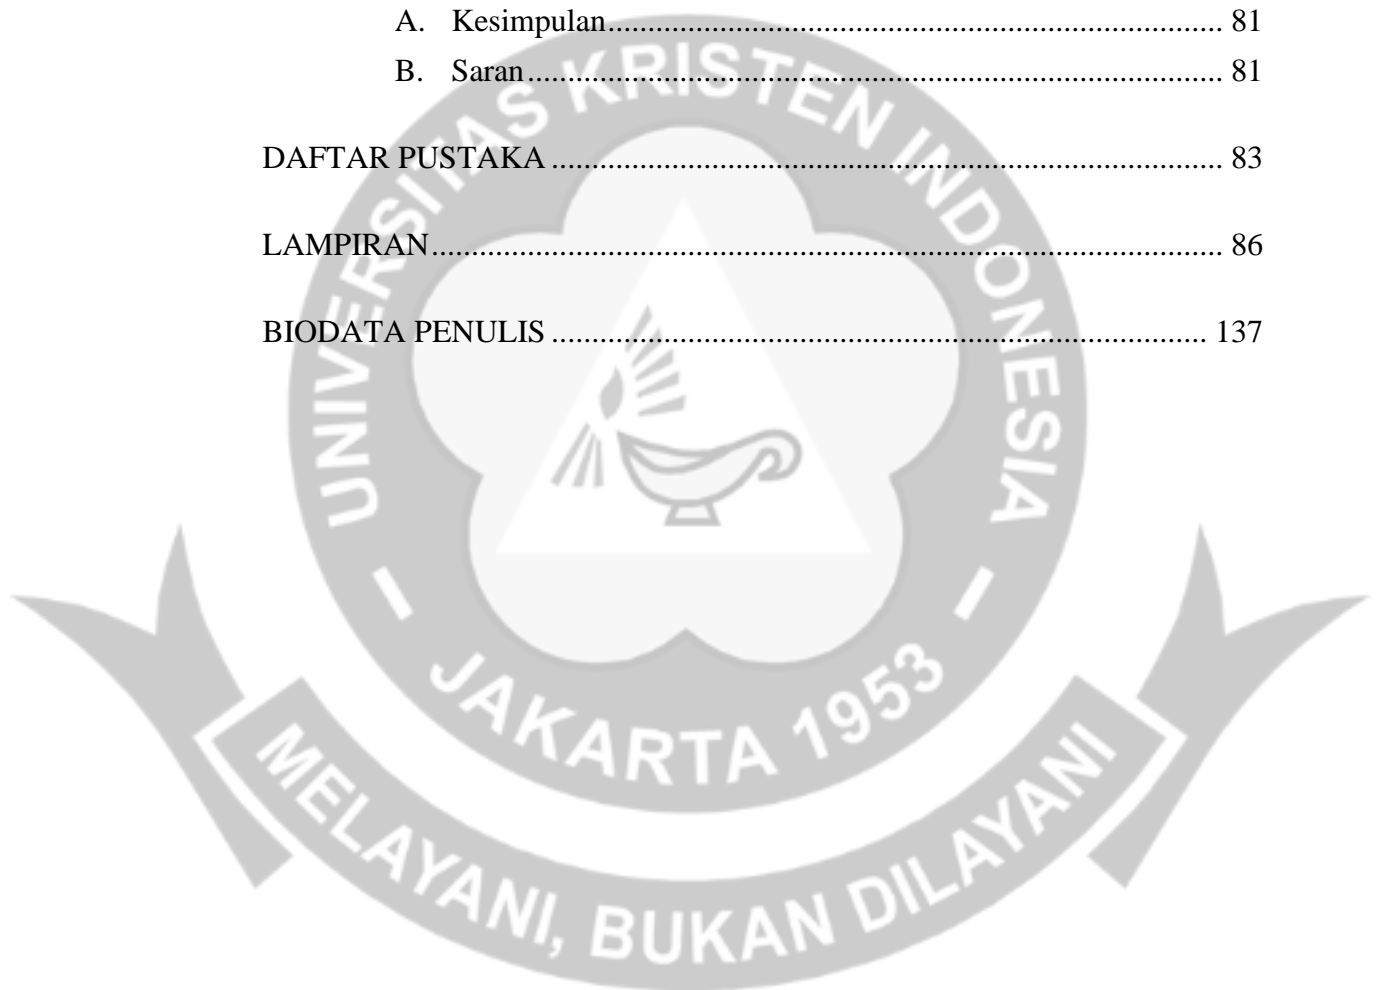 A. Kesimpulan.................................................................................. 81
B. Saran............................................................................................ 81
DAFTAR PUSTAKA......................................................................................... 83
LAMPIRAN......................................................................................................... 86
BIODATA PENULIS....................................................................................... 137
UNIVERSITAS KRISTEN INDONESIA
JAKARTA 1953
MELAYANI, BUKAN DILAYANI